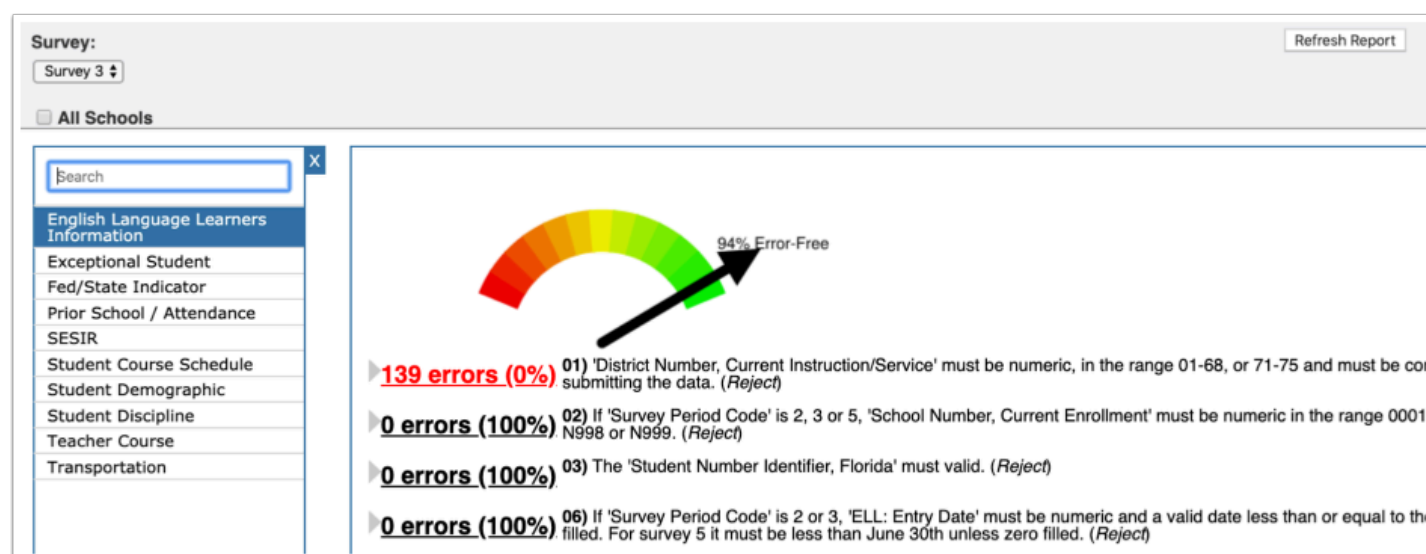 Survey:
Refresh Report
Survey 3
All Schools
X
Search
English Language Learners
Information
Exceptional Student
Fed/State Indicator
Prior School / Attendance
SESIR
Student Course Schedule
Student Demographic
Student Discipline
Teacher Course
Transportation
94% Error-Free
139 errors (0%) 01) 'District Number, Current Instruction/Service' must be numeric, in the range 01-68, or 71-75 and must be
submitting the data. (Reject)
0 errors (100%) 02) If 'Survey Period Code' is 2, 3 or 5, 'School Number, Current Enrollment' must be numeric in the range 0001
N998 or N999. (Reject)
0 errors (100%) 03) The 'Student Number Identifier, Florida' must valid. (Reject)
0 errors (100%) 06) If 'Survey Period Code' is 2 or 3, 'ELL: Entry Date' must be numeric and a valid date less than or equal to the
filled. For survey 5 it must be less than June 30th unless zero filled. (Reject)